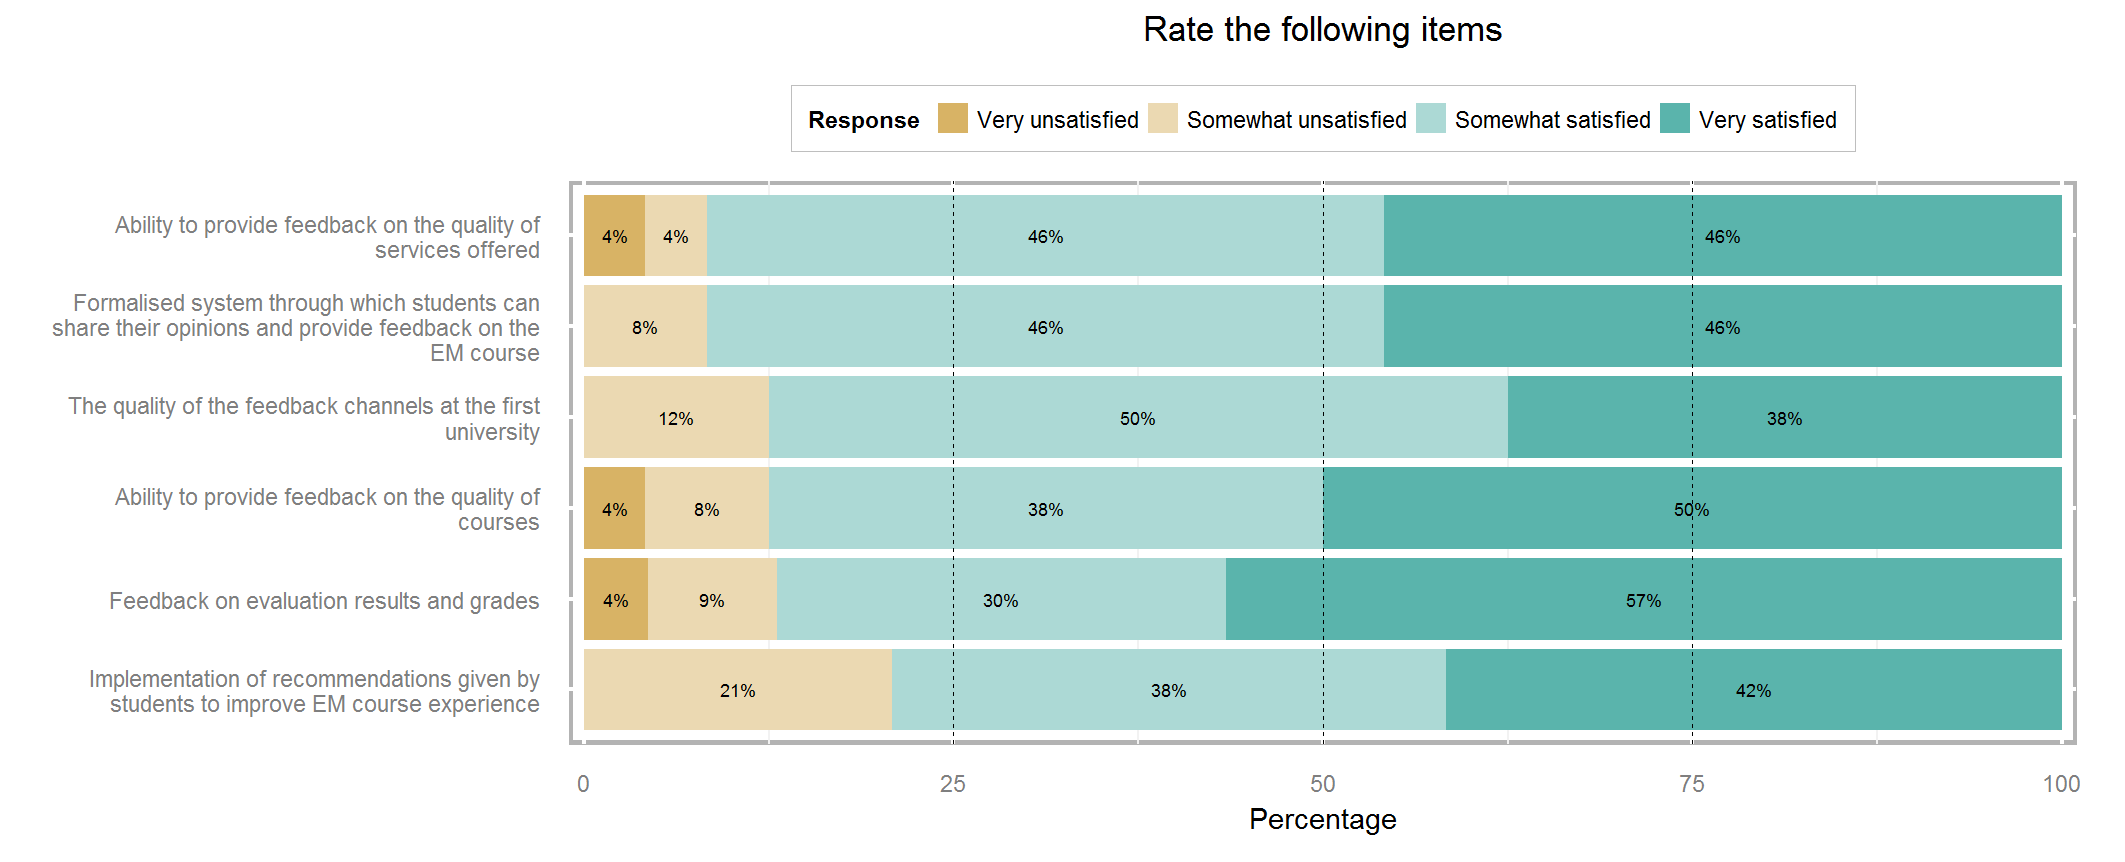 Rate the following items
Response Very unsatisfied Somewhat unsatisfied Somewhat satisfied Very satisfied
Ability to provide feedback on the quality of
services offered
4% 4% 46% 46%
Formalised system through which students can
share their opinions and provide feedback on the
EM course
8% 46% 46%
The quality of the feedback channels at the first
university
12% 50% 38%
Ability to provide feedback on the quality of
courses
4% 8% 38% 50%
Feedback on evaluation results and grades
4% 9% 30% 57%
Implementation of recommendations given by
students to improve EM course experience
21% 38% 42%
0 25 50 75 100
Percentage